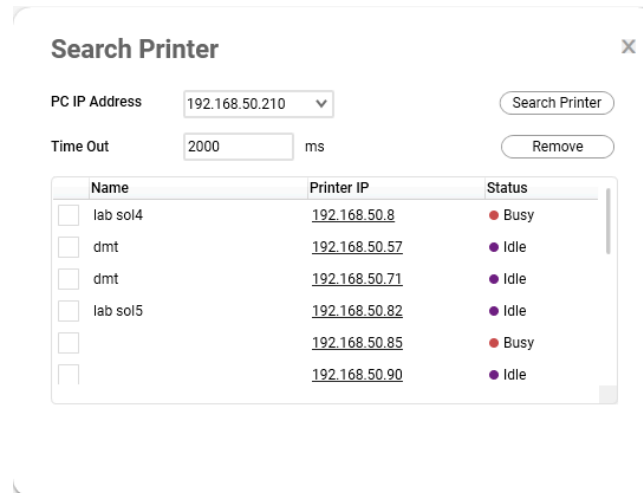 Search Printer X
PC IP Address 192.168.50.210 Search Printer
Time Out 2000 ms Remove
Name Printer IP Status
lab sol4 192.168.50.8 Busy
dmt 192.168.50.57 Idle
dmt 192.168.50.71 Idle
lab sol5 192.168.50.82 Idle
192.168.50.85 Busy
192.168.50.90 Idle